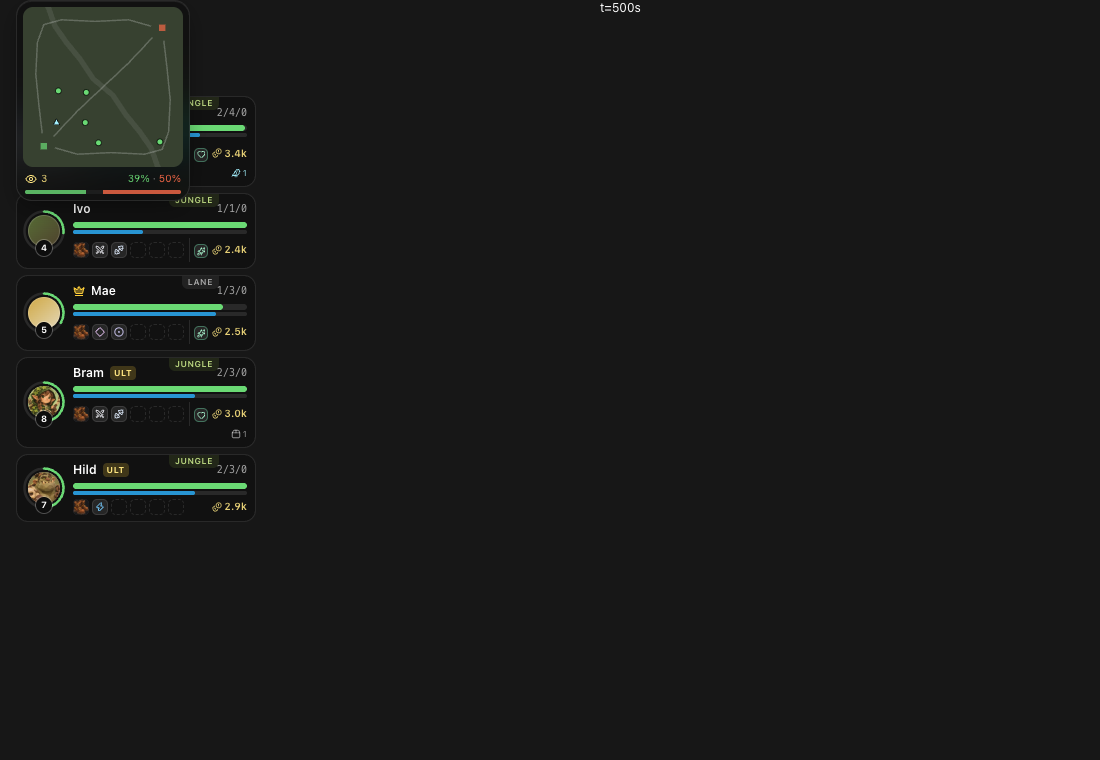 t=500s
3 39% · 50%
NGLE
2/4/0
3.4k
1
JUNGLE
Ivo 1/1/0
4
2.4k
LANE
Mae 1/3/0
5
2.5k
JUNGLE
Bram ULT 2/3/0
8
3.0k
1
JUNGLE
Hild ULT 2/3/0
7
2.9k